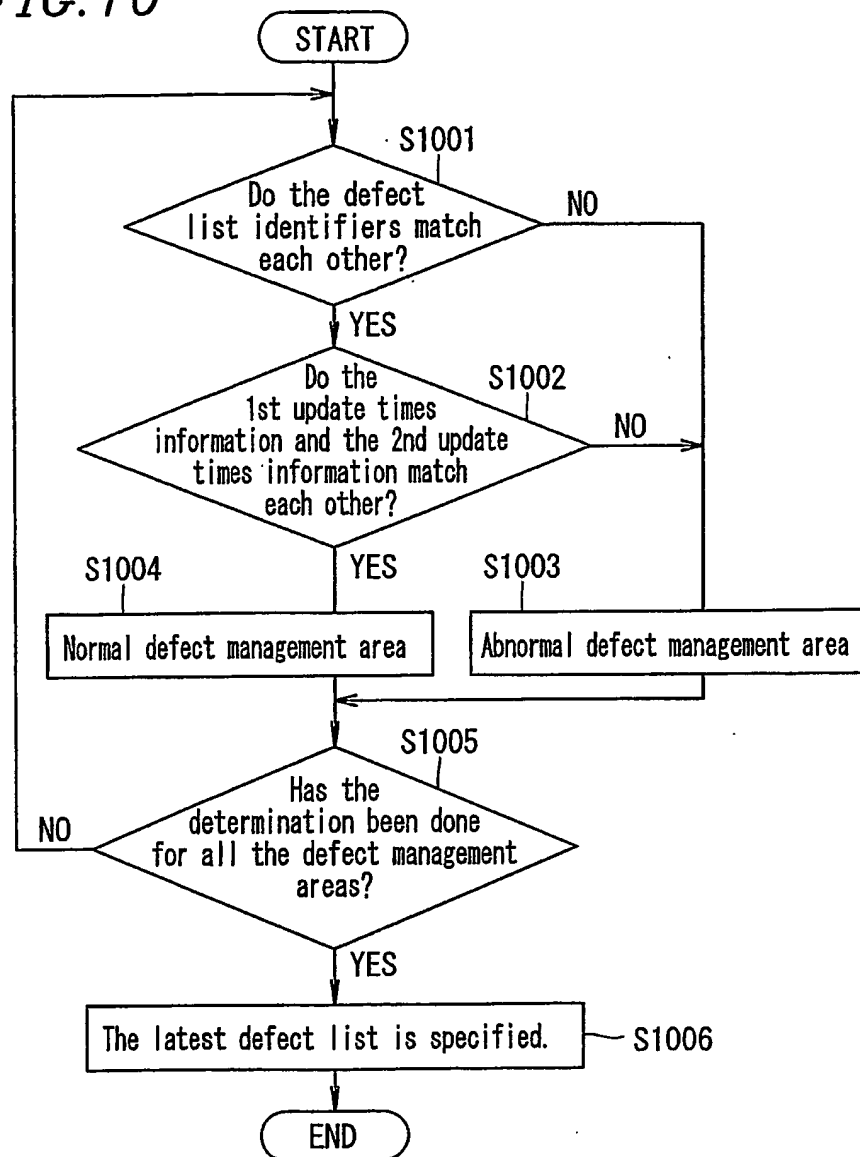 FIG. 10
START
S1001
Do the defect
list identifiers match
each other?
NO
YES
S1002
Do the
1st update times
information and the 2nd update
times information match
each other?
NO
YES
S1004
S1003
Normal defect management area
Abnormal defect management area
S1005
Has the
determination been done
for all the defect management
areas?
NO
YES
The latest defect list is specified.
S1006
END